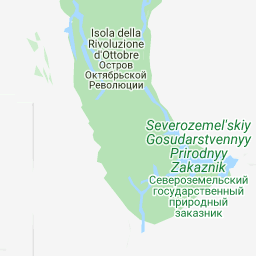 Isola della
Rivoluzione
d'Ottobre
Остров
Октябрьской
Революции
Severozemel'skiy
Gosudarstvennyy
Prirodnyy
Zakaznik
Североземельский
государственный
природный
заказник